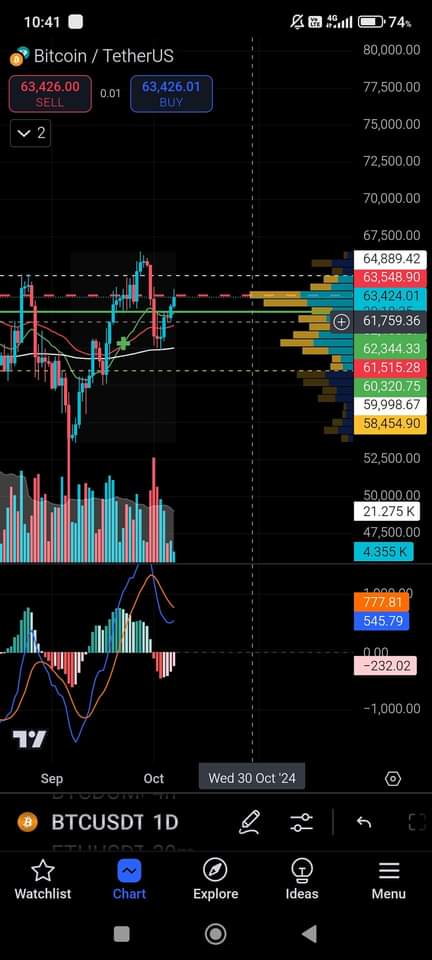 10:41
Vo LTE
4G
74%
Bitcoin / TetherUS
63,426.00
SELL
0.01
63,426.01
BUY
2
80,000.00
77,500.00
75,000.00
72,500.00
70,000.00
67,500.00
64,889.42
63,548.90
63,424.01
61,759.36
62,344.33
61,515.28
60,320.75
59,998.67
58,454.90
52,500.00
50,000.00
21.275 K
47,500.00
4.355 K
777.81
545.79
0.00
−232.02
−1,000.00
Sep
Oct
Wed 30 Oct '24
BTCUSDT 1D
Watchlist
Chart
Explore
Ideas
Menu